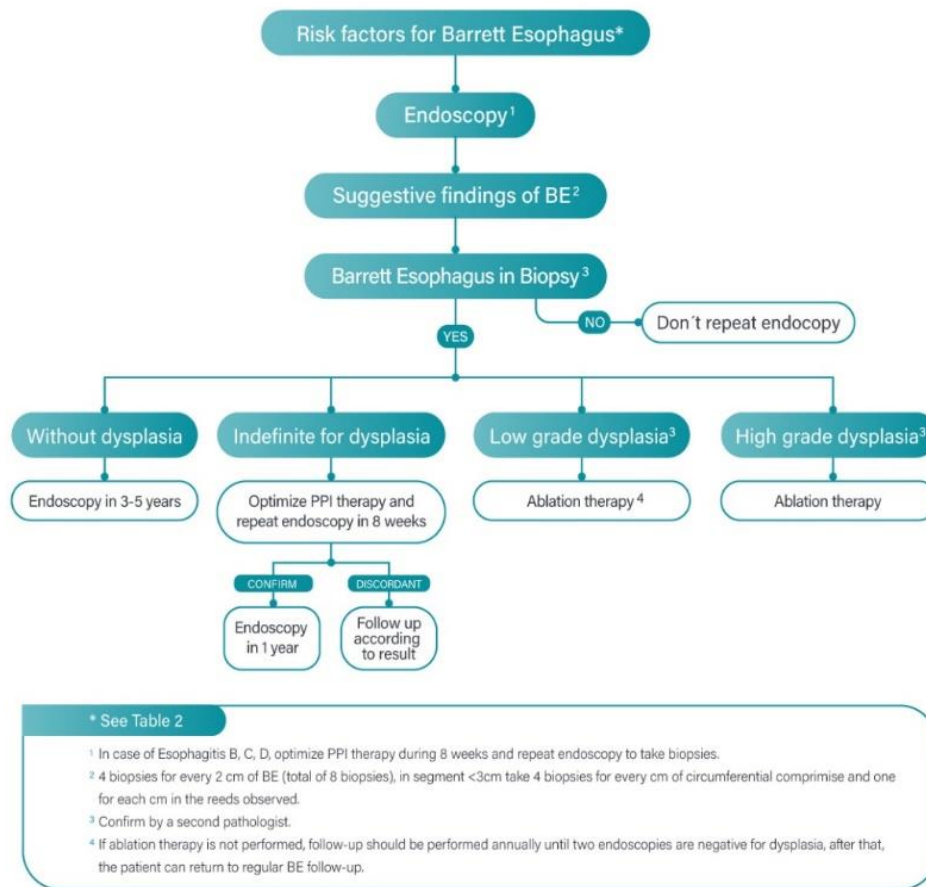 Risk factors for Barrett Esophagus*
Endoscopy¹
Suggestive findings of BE²
Barrett Esophagus in Biopsy ³
NO
Don´t repeat endocopy
YES
Without dysplasia
Indefinite for dysplasia
Low grade dysplasia³
High grade dysplasia³
Endoscopy in 3-5 years
Optimize PPI therapy and
repeat endoscopy in 8 weeks
Ablation therapy ⁴
Ablation therapy
CONFIRM
DISCORDANT
Endoscopy
in 1 year
Follow up
according
to result
* See Table 2
¹ In case of Esophagitis B, C, D, optimize PPI therapy during 8 weeks and repeat endoscopy to take biopsies.
² 4 biopsies for every 2 cm of BE (total of 8 biopsies), in segment <3cm take 4 biopsies for every cm of circumferential comprimise and one
for each cm in the reeds observed.
³ Confirm by a second pathologist.
⁴ If ablation therapy is not performed, follow-up should be performed annually until two endoscopies are negative for dysplasia, after that,
the patient can return to regular BE follow-up.